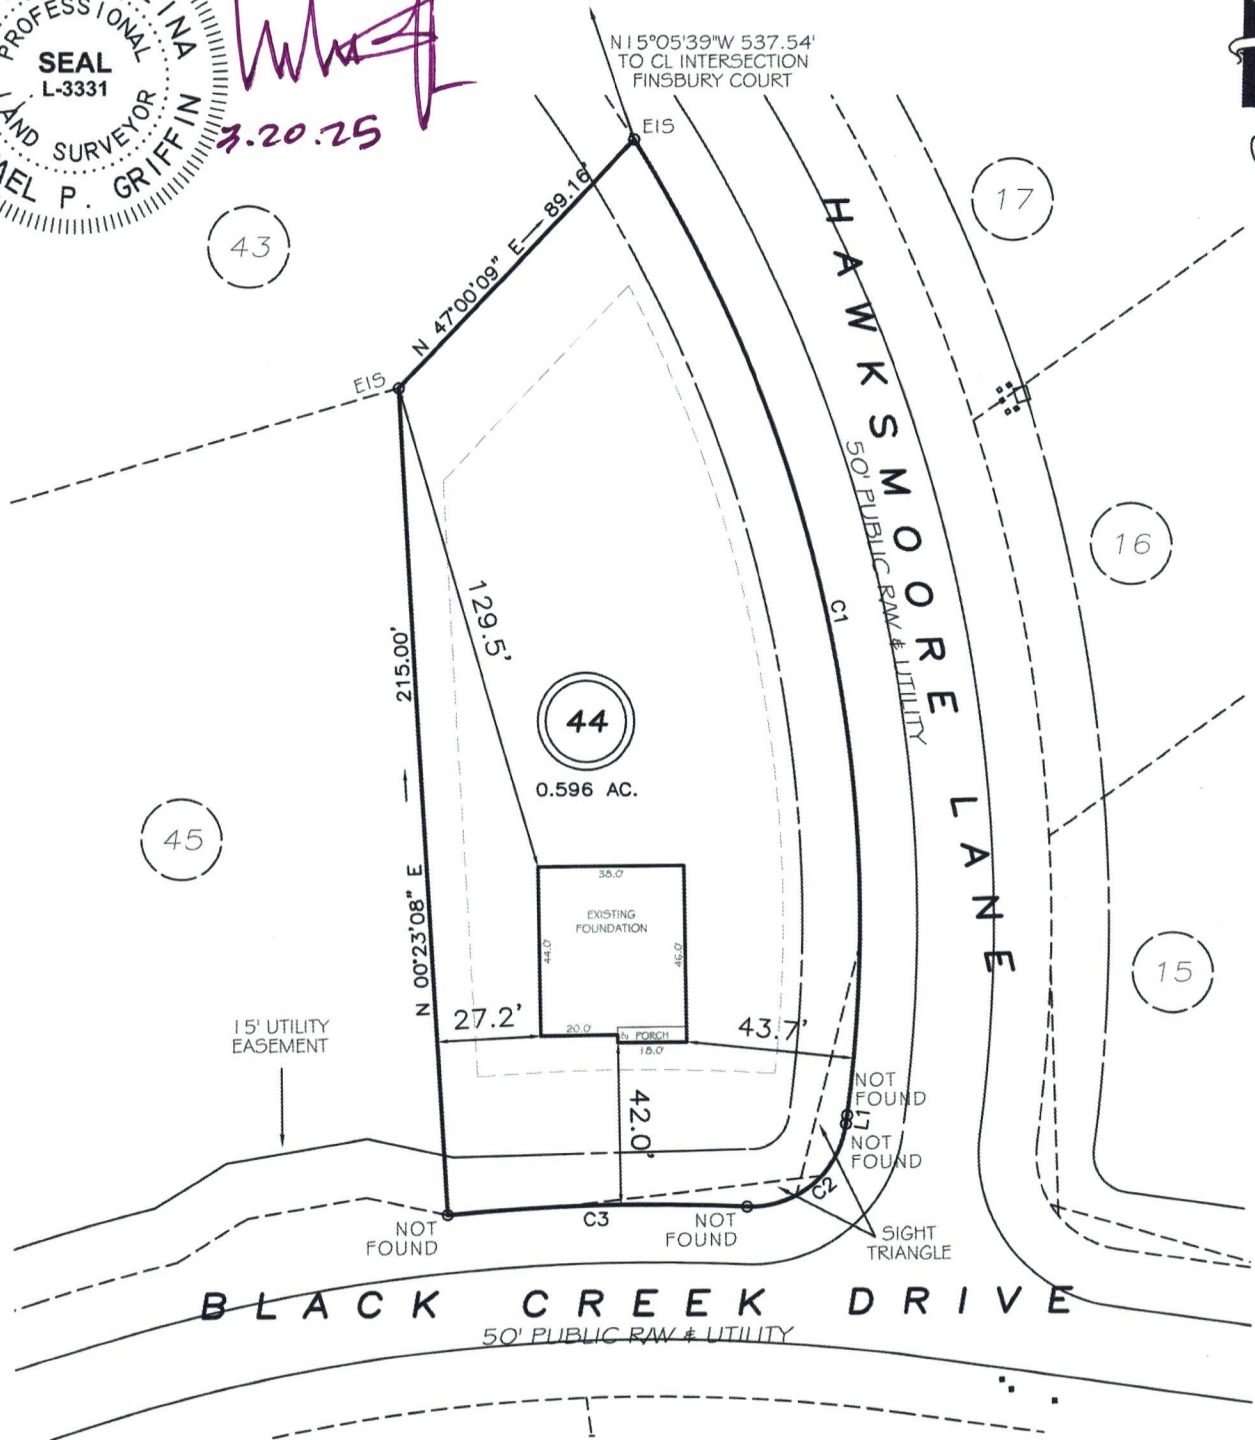 PROFESSIONAL
SEAL
L-3331
LAND SURVEYOR
P. GRIFFIN
3.20.25
N15°05'39"W 537.54'
TO CL INTERSECTION
FINSBURY COURT
EIS
17
43
N 47°00'09" E 89.16'
HAWKSMOORE LANE
50' PUBLIC R/W & UTILITY
EIS
16
129.5'
C1
215.00'
44
0.596 AC.
45
N 00°23'08" E
38.0'
EXISTING
FOUNDATION
44.0'
46.0'
15
27.2'
20.0'
2'
PORCH
18.0'
43.7'
15' UTILITY
EASEMENT
42.0'
NOT
FOUND
L1
NOT
FOUND
C2
NOT
FOUND
C3
NOT
FOUND
SIGHT
TRIANGLE
BLACK CREEK DRIVE
50' PUBLIC R/W & UTILITY